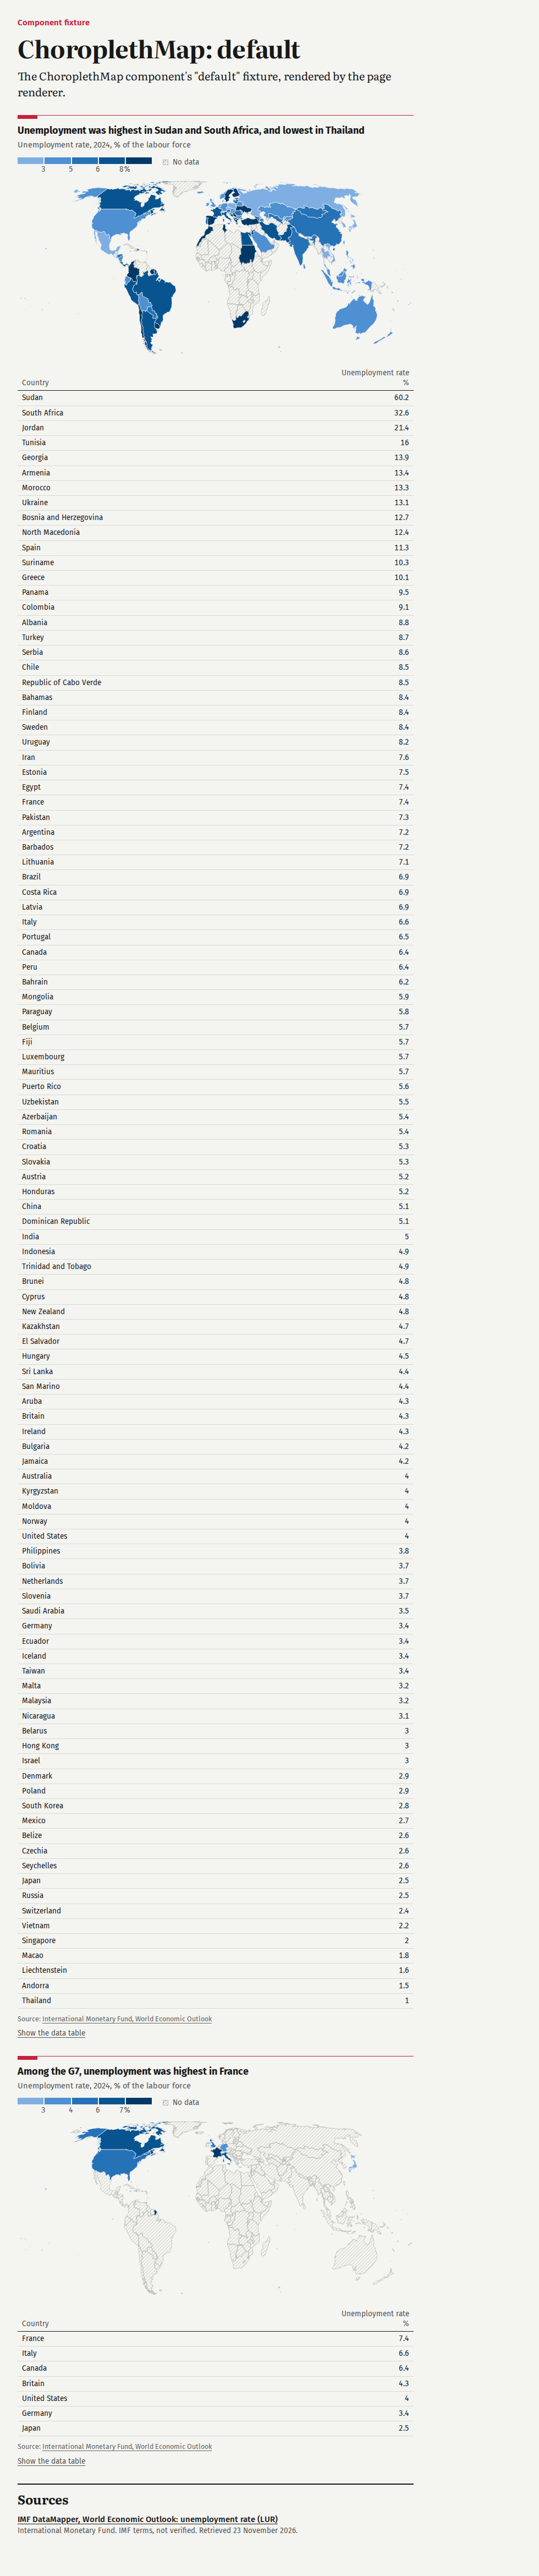 Component fixture
ChoroplethMap: default
The ChoroplethMap component's "default" fixture, rendered by the page
renderer.
Unemployment was highest in Sudan and South Africa, and lowest in Thailand
Unemployment rate, 2024, % of the labour force
3 5 6 8% No data
Unemployment rate
Country %
Sudan 60.2
South Africa 32.6
Jordan 21.4
Tunisia 16
Georgia 13.9
Armenia 13.4
Morocco 13.3
Ukraine 13.1
Bosnia and Herzegovina 12.7
North Macedonia 12.4
Spain 11.3
Suriname 10.3
Greece 10.1
Panama 9.5
Colombia 9.1
Albania 8.8
Turkey 8.7
Serbia 8.6
Chile 8.5
Republic of Cabo Verde 8.5
Bahamas 8.4
Finland 8.4
Sweden 8.4
Uruguay 8.2
Iran 7.6
Estonia 7.5
Egypt 7.4
France 7.4
Pakistan 7.3
Argentina 7.2
Barbados 7.2
Lithuania 7.1
Brazil 6.9
Costa Rica 6.9
Latvia 6.9
Italy 6.6
Portugal 6.5
Canada 6.4
Peru 6.4
Bahrain 6.2
Mongolia 5.9
Paraguay 5.8
Belgium 5.7
Fiji 5.7
Luxembourg 5.7
Mauritius 5.7
Puerto Rico 5.6
Uzbekistan 5.5
Azerbaijan 5.4
Romania 5.4
Croatia 5.3
Slovakia 5.3
Austria 5.2
Honduras 5.2
China 5.1
Dominican Republic 5.1
India 5
Indonesia 4.9
Trinidad and Tobago 4.9
Brunei 4.8
Cyprus 4.8
New Zealand 4.8
Kazakhstan 4.7
El Salvador 4.7
Hungary 4.5
Sri Lanka 4.4
San Marino 4.4
Aruba 4.3
Britain 4.3
Ireland 4.3
Bulgaria 4.2
Jamaica 4.2
Australia 4
Kyrgyzstan 4
Moldova 4
Norway 4
United States 4
Philippines 3.8
Bolivia 3.7
Netherlands 3.7
Slovenia 3.7
Saudi Arabia 3.5
Germany 3.4
Ecuador 3.4
Iceland 3.4
Taiwan 3.4
Malta 3.2
Malaysia 3.2
Nicaragua 3.1
Belarus 3
Hong Kong 3
Israel 3
Denmark 2.9
Poland 2.9
South Korea 2.8
Mexico 2.7
Belize 2.6
Czechia 2.6
Seychelles 2.6
Japan 2.5
Russia 2.5
Switzerland 2.4
Vietnam 2.2
Singapore 2
Macao 1.8
Liechtenstein 1.6
Andorra 1.5
Thailand 1
Source: International Monetary Fund, World Economic Outlook
Show the data table
Among the G7, unemployment was highest in France
Unemployment rate, 2024, % of the labour force
3 4 6 7% No data
Unemployment rate
Country %
France 7.4
Italy 6.6
Canada 6.4
Britain 4.3
United States 4
Germany 3.4
Japan 2.5
Source: International Monetary Fund, World Economic Outlook
Show the data table
Sources
IMF DataMapper, World Economic Outlook: unemployment rate (LUR)
International Monetary Fund. IMF terms, not verified. Retrieved 23 November 2026.